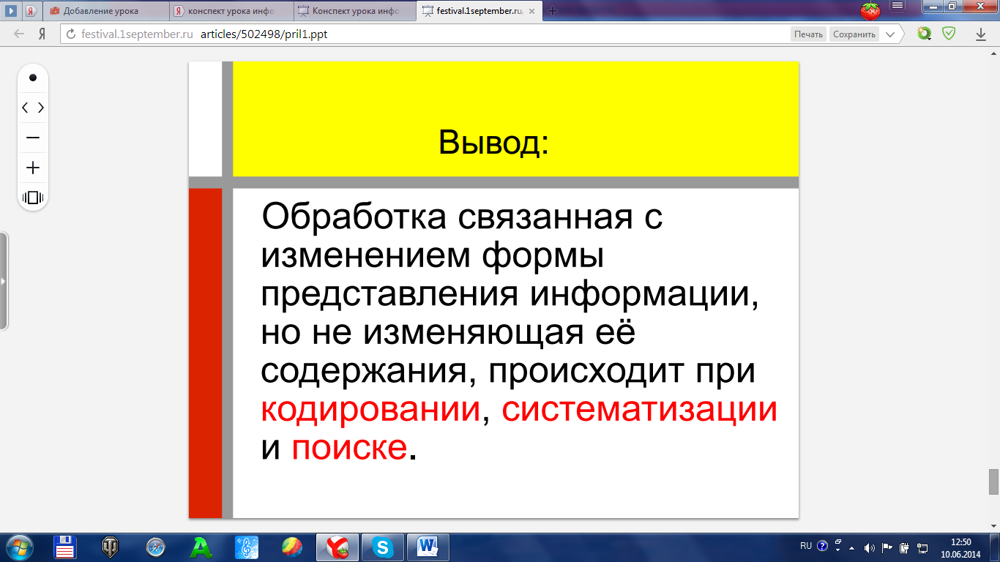 Добавление урока
конспект урока инфо
Конспект урока инфо
festival.1september.ru
festival.1september.ru articles/502498/pril1.ppt
Печать
Сохранить
Вывод:
Обработка связанная с
изменением формы
представления информации,
но не изменяющая её
содержания, происходит при
кодировании, систематизации
и поиске.
RU
12:50
10.06.2014